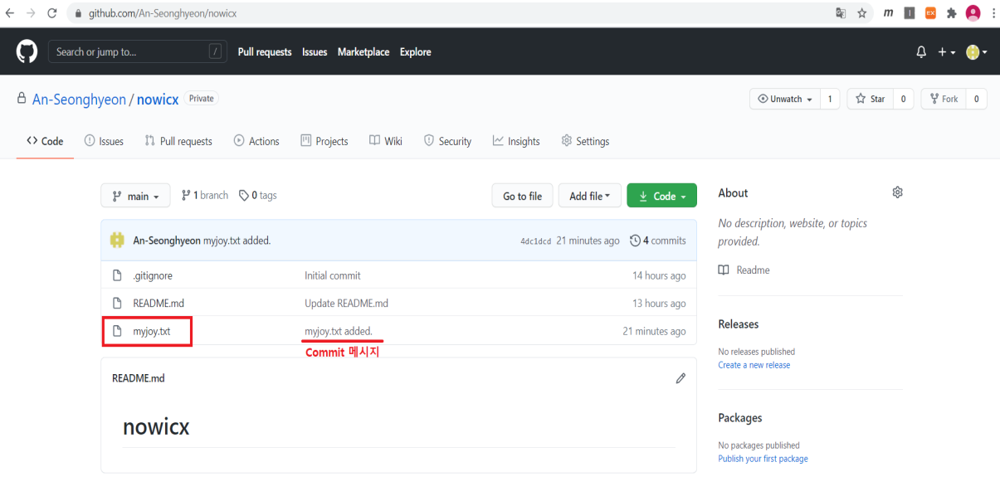 github.com/An-Seonghyeon/nowicx
m EX
Search or jump to... / Pull requests Issues Marketplace Explore
An-Seonghyeon / nowicx Private Unwatch 1 Star 0 Fork 0
Code Issues Pull requests Actions Projects Wiki Security Insights Settings
main 1 branch 0 tags Go to file Add file Code
An-Seonghyeon myjoy.txt added. 4dc1dcd 21 minutes ago 4 commits
.gitignore Initial commit 14 hours ago
README.md Update README.md 13 hours ago
myjoy.txt myjoy.txt added. 21 minutes ago
Commit 메시지
README.md
nowicx
About
No description, website, or topics
provided.
Readme
Releases
No releases published
Create a new release
Packages
No packages published
Publish your first package